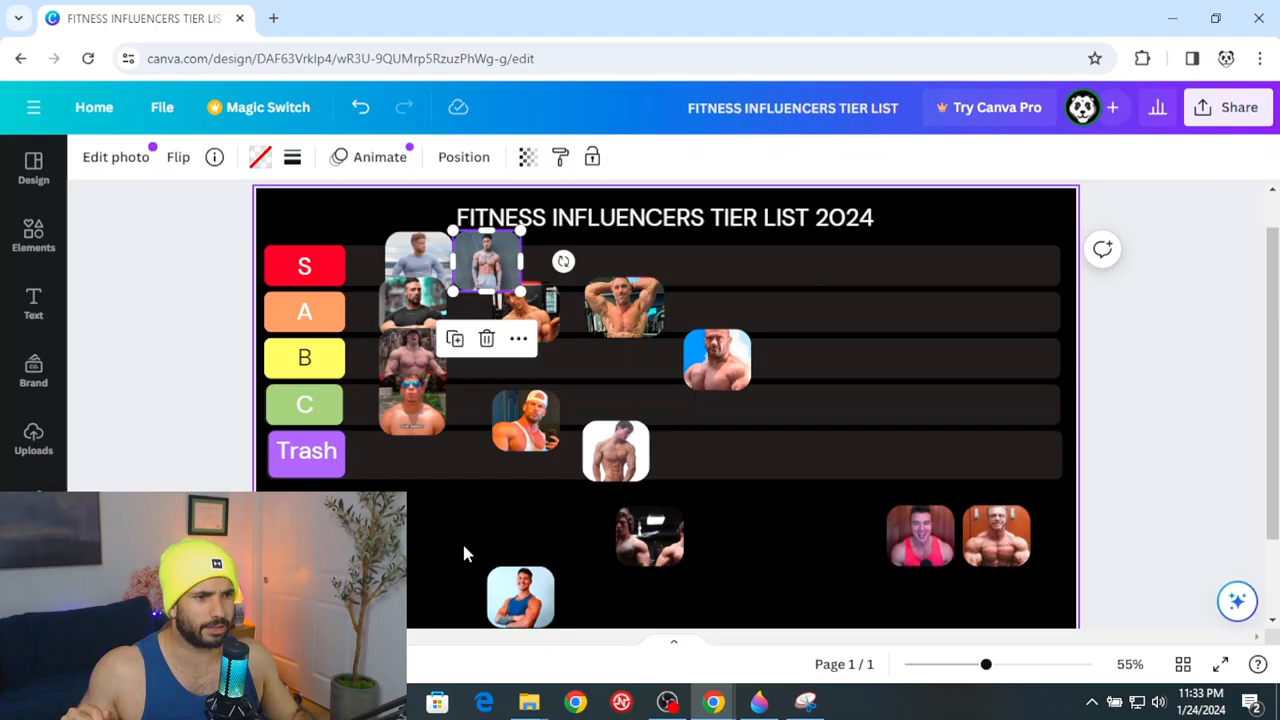 FITNESS INFLUENCERS TIER LIS
canva.com/design/DAF63Vrklp4/wR3U-9QUMrp5RzuzPhWg-g/edit
Home
File
Magic Switch
FITNESS INFLUENCERS TIER LIST
Try Canva Pro
Share
Edit photo
Flip
Animate
Position
Design
Elements
Text
Brand
Uploads
FITNESS INFLUENCERS TIER LIST 2024
S
A
B
C
Trash
Page 1 / 1
55%
11:33 PM
1/24/2024
2